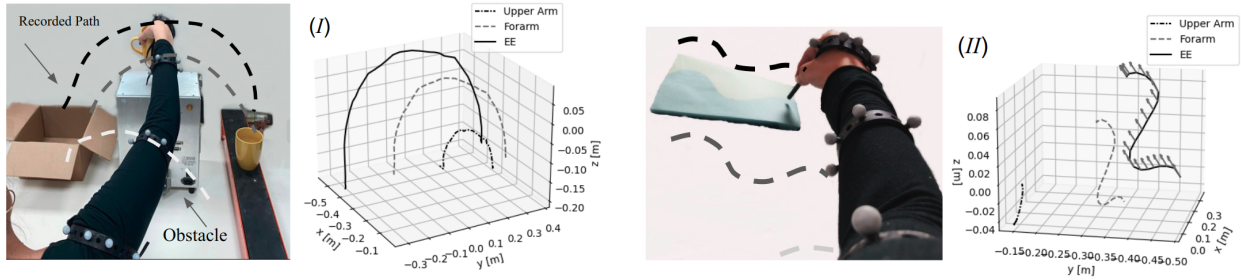 Recorded Path
Obstacle
(I)
Upper Arm
Forarm
EE
0.05
0.00
-0.05
-0.10
-0.15
-0.20
z [m]
-0.5
-0.4
-0.3
-0.2
-0.1
x [m]
-0.3
-0.2
-0.1
0.0
0.1
0.2
0.3
0.4
y [m]
(II)
Upper Arm
Forarm
EE
0.08
0.06
0.04
0.02
0.00
-0.02
-0.04
z [m]
-0.15
-0.20
-0.25
-0.30
-0.35
-0.40
-0.45
-0.50
y [m]
0.3
0.2
0.1
0.0
x [m]